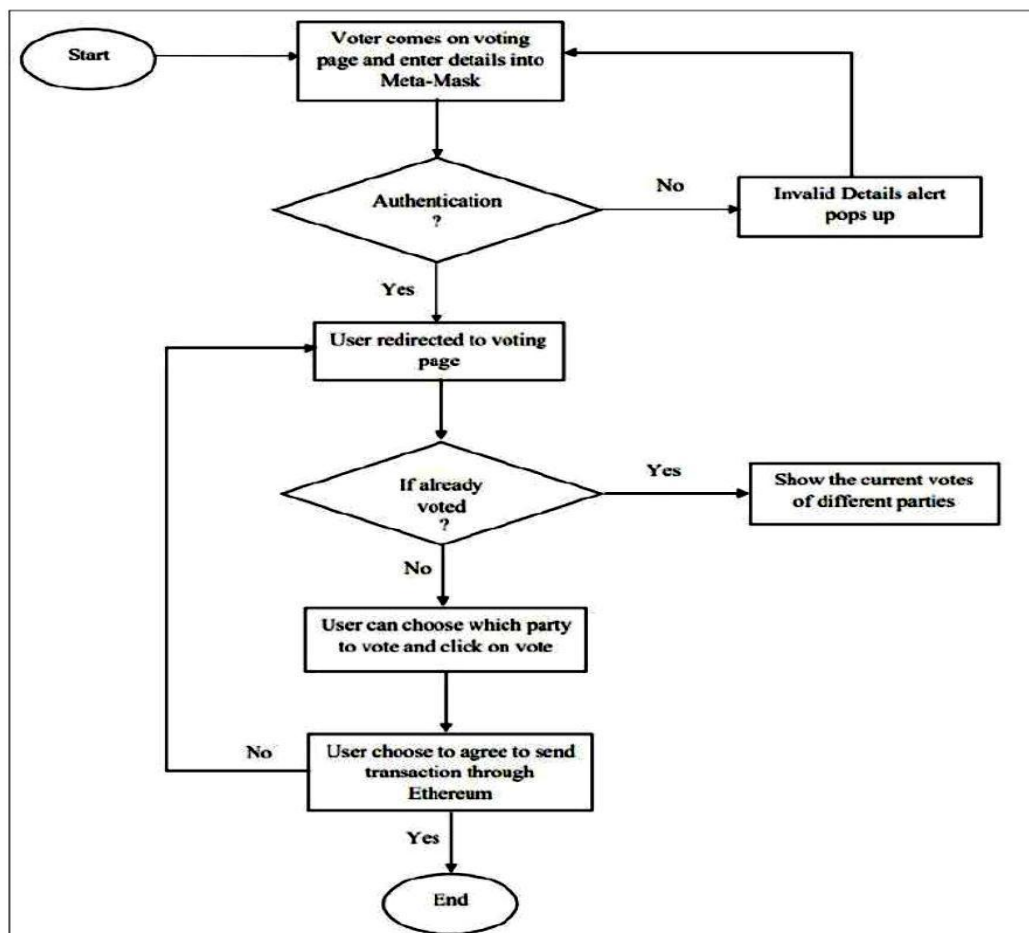 Start
Voter comes on voting
page and enter details into
Meta-Mask
Authentication
?
No
Invalid Details alert
pops up
Yes
User redirected to voting
page
If already
voted
?
Yes
Show the current votes
of different parties
No
User can choose which party
to vote and click on vote
User choose to agree to send
transaction through
Ethereum
No
Yes
End